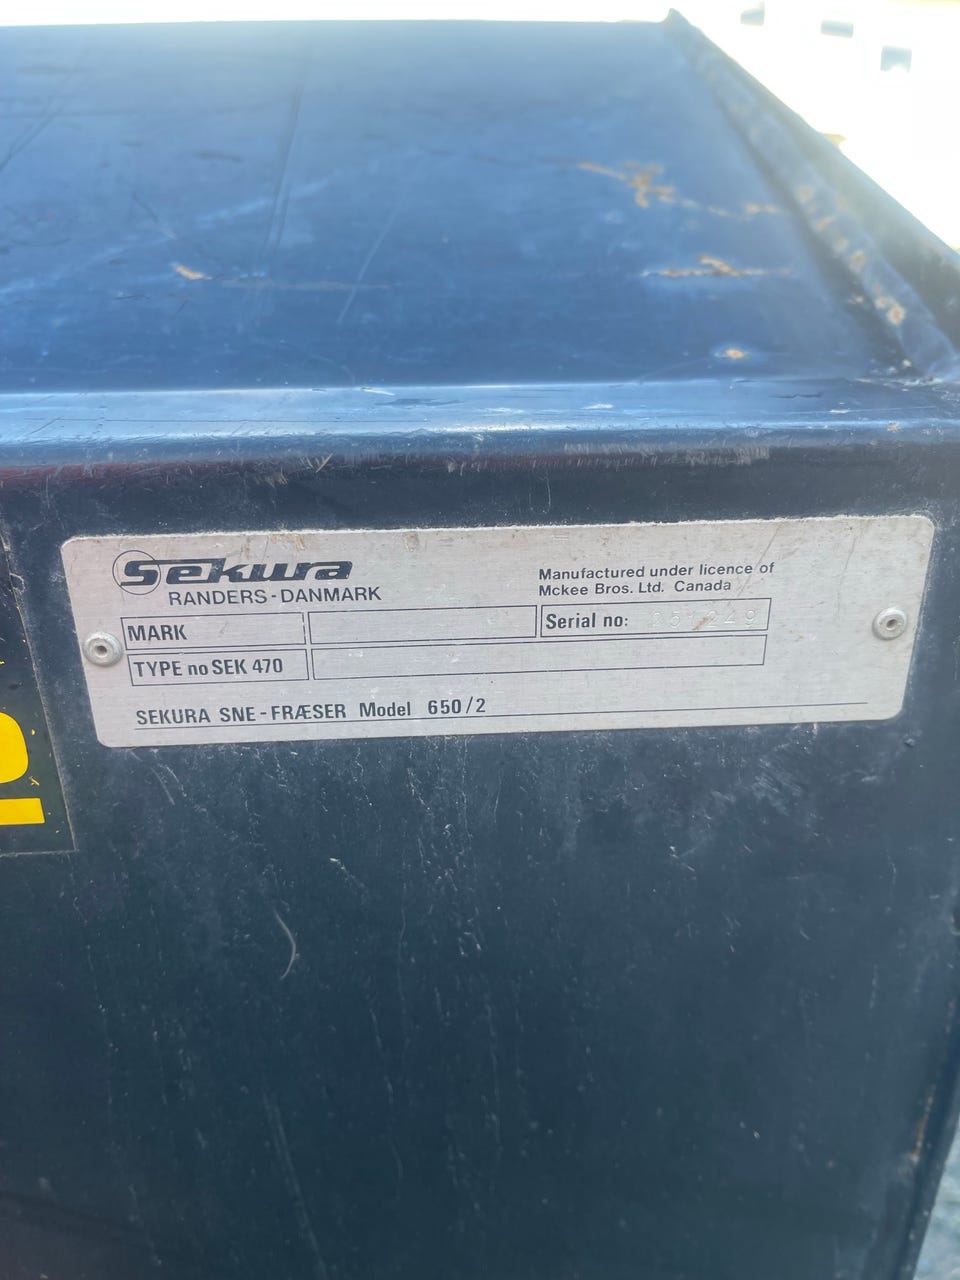 Sekura
RANDERS - DANMARK
Manufactured under licence of
Mckee Bros. Ltd. Canada
MARK
Serial no:
TYPE no SEK 470
SEKURA SNE - FRÆSER Model 650/2